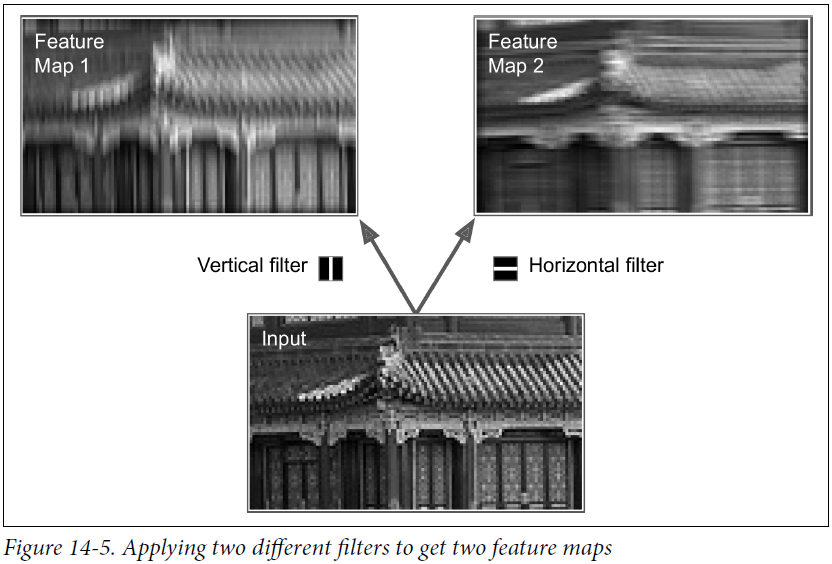 Feature
Map 1
Feature
Map 2
Vertical filter
Horizontal filter
Input
Figure 14-5. Applying two different filters to get two feature maps